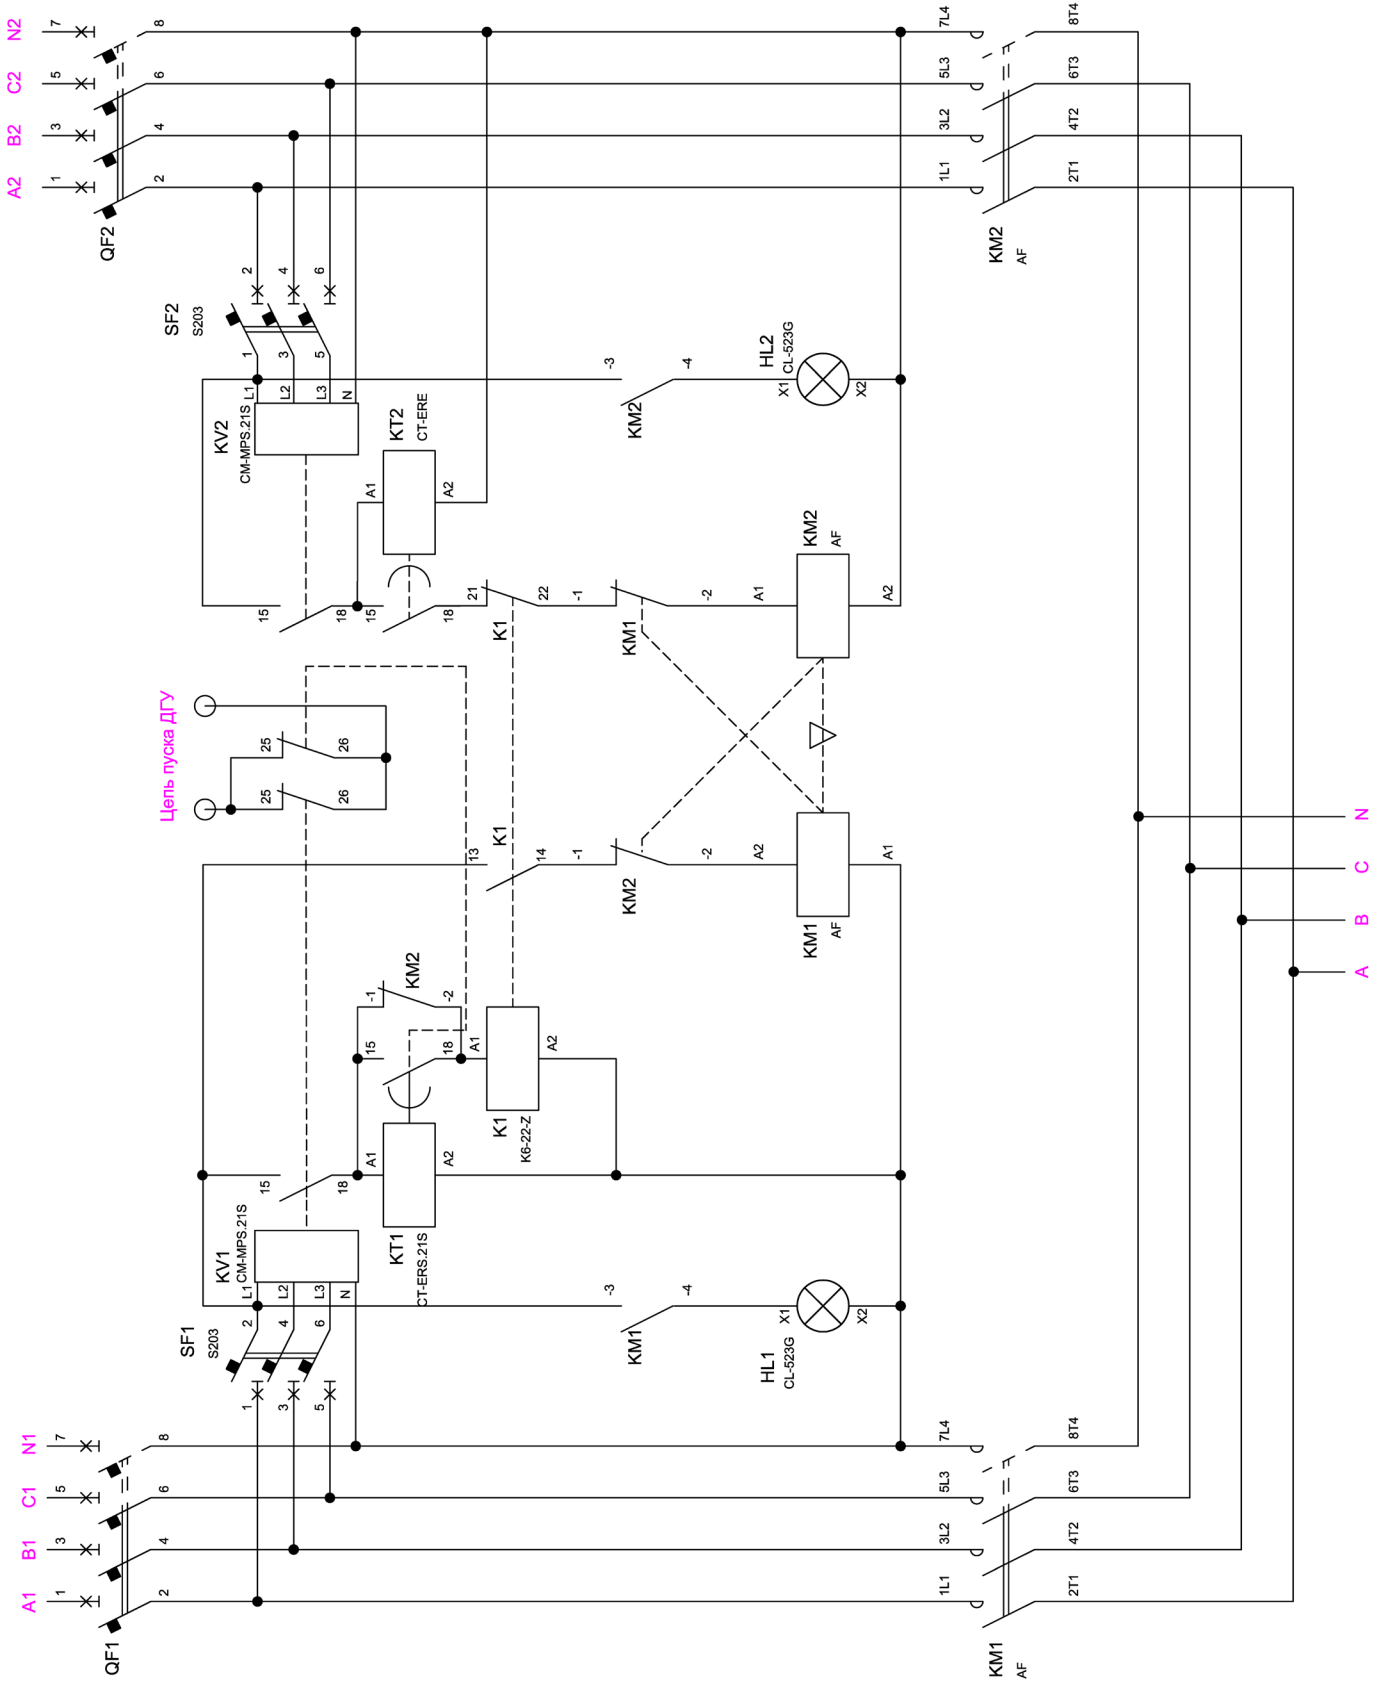 A1
B1
C1
N1
A2
B2
C2
N2
1
3
5
7
1
3
5
7
QF1
2
4
6
8
QF2
2
4
6
8
Цепь пуска ДГУ
SF1
S203
1
3
5
2
4
6
SF2
S203
1
3
5
2
4
6
KV1
CM-MPS.21S
L1
L2
L3
N
KV2
CM-MPS.21S
L1
L2
L3
N
15
18
25
26
25
26
15
18
KT1
CT-ERS.21S
A1
A2
15
18
-1
-2
KM2
KT2
CT-ERE
A1
A2
15
18
K1
K6-22-Z
A1
A2
K1
13
14
K1
21
22
KM1
-3
-4
KM2
-1
-2
KM1
-1
-2
KM2
-3
-4
HL1
CL-523G
X1
X2
KM1
AF
A2
A1
KM2
AF
A1
A2
HL2
CL-523G
X1
X2
1L1
3L2
5L3
7L4
1L1
3L2
5L3
7L4
KM1
AF
KM2
AF
2T1
4T2
6T3
8T4
2T1
4T2
6T3
8T4
A
B
C
N